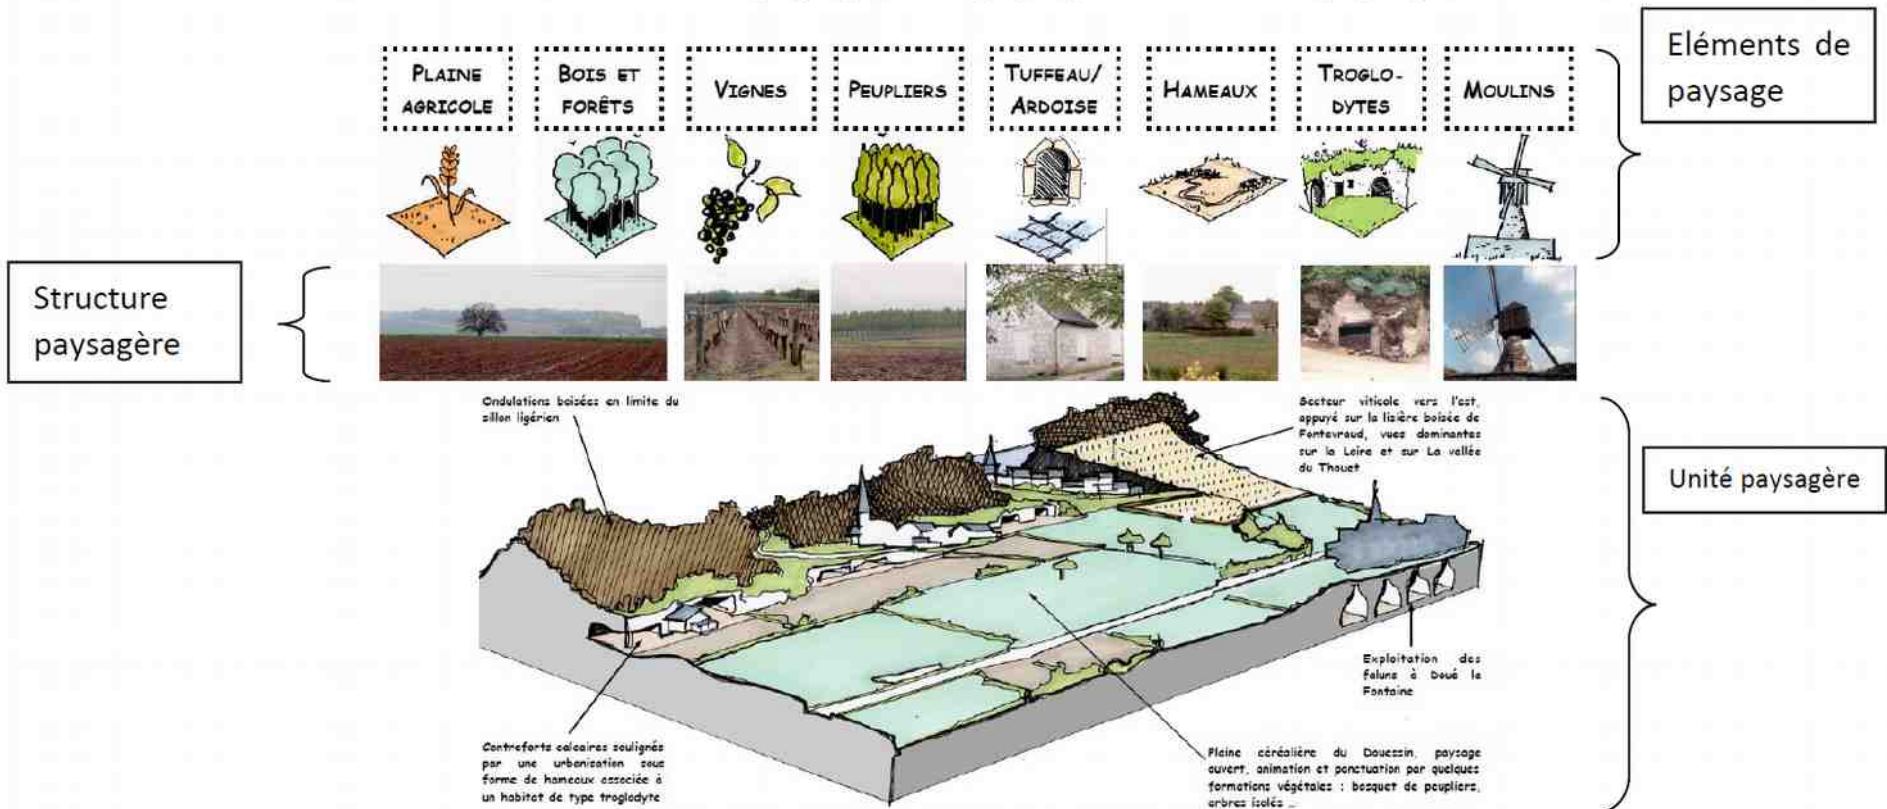 Eléments de
paysage
PLAINE
AGRICOLE
BOIS ET
FORÊTS
VIGNES
PEUPLIERS
TUFFEAU/
ARDOISE
HAMEAUX
TROGLO-
DYTES
MOULINS
Structure
paysagère
Ondulations boisées en limite du
sillon ligérien
Secteur viticole vers l'est,
appuyé sur la lisière boisée de
Fontevraud, vues dominantes
sur la Loire et sur La vallée
du Thouet
Unité paysagère
Exploitation des
faluns à Doué la
Fontaine
Contreforts calcaires soulignés
par une urbanisation sous
forme de hameaux associée à
un habitat de type troglodyte
Plaine céréalière du Douessin, paysage
ouvert, animation et ponctuation par quelques
formations végétales : bosquet de peupliers,
arbres isolés ...